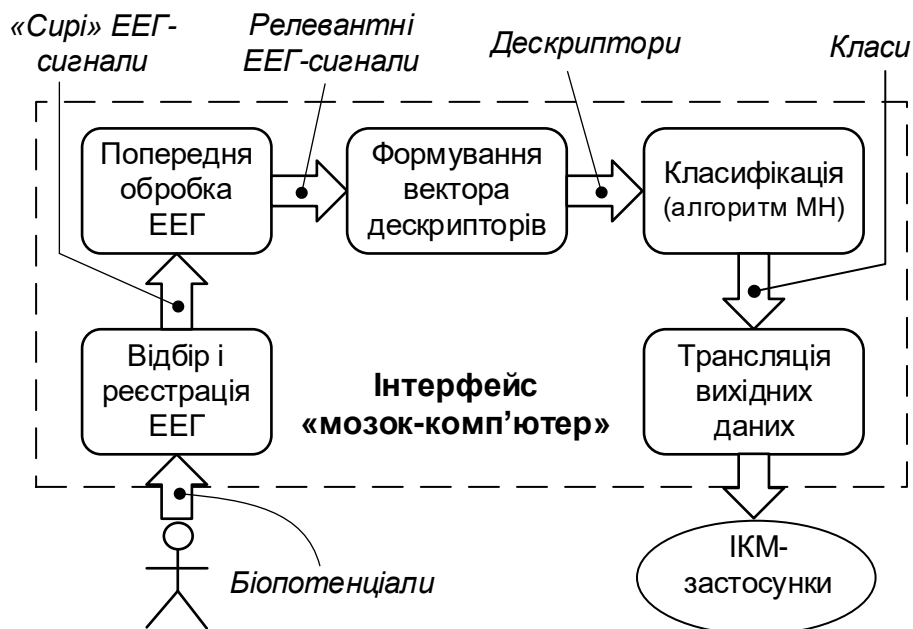 «Сирі» ЕЕГ-
сигнали
Релевантні
ЕЕГ-сигнали
Дескриптори
Класи
Попередня
обробка
ЕЕГ
Формування
вектора
дескрипторів
Класифікація
(алгоритм МН)
Відбір і
реєстрація
ЕЕГ
Інтерфейс
«мозок-комп’ютер»
Трансляція
вихідних
даних
Біопотенціали
ІКМ-
застосунки